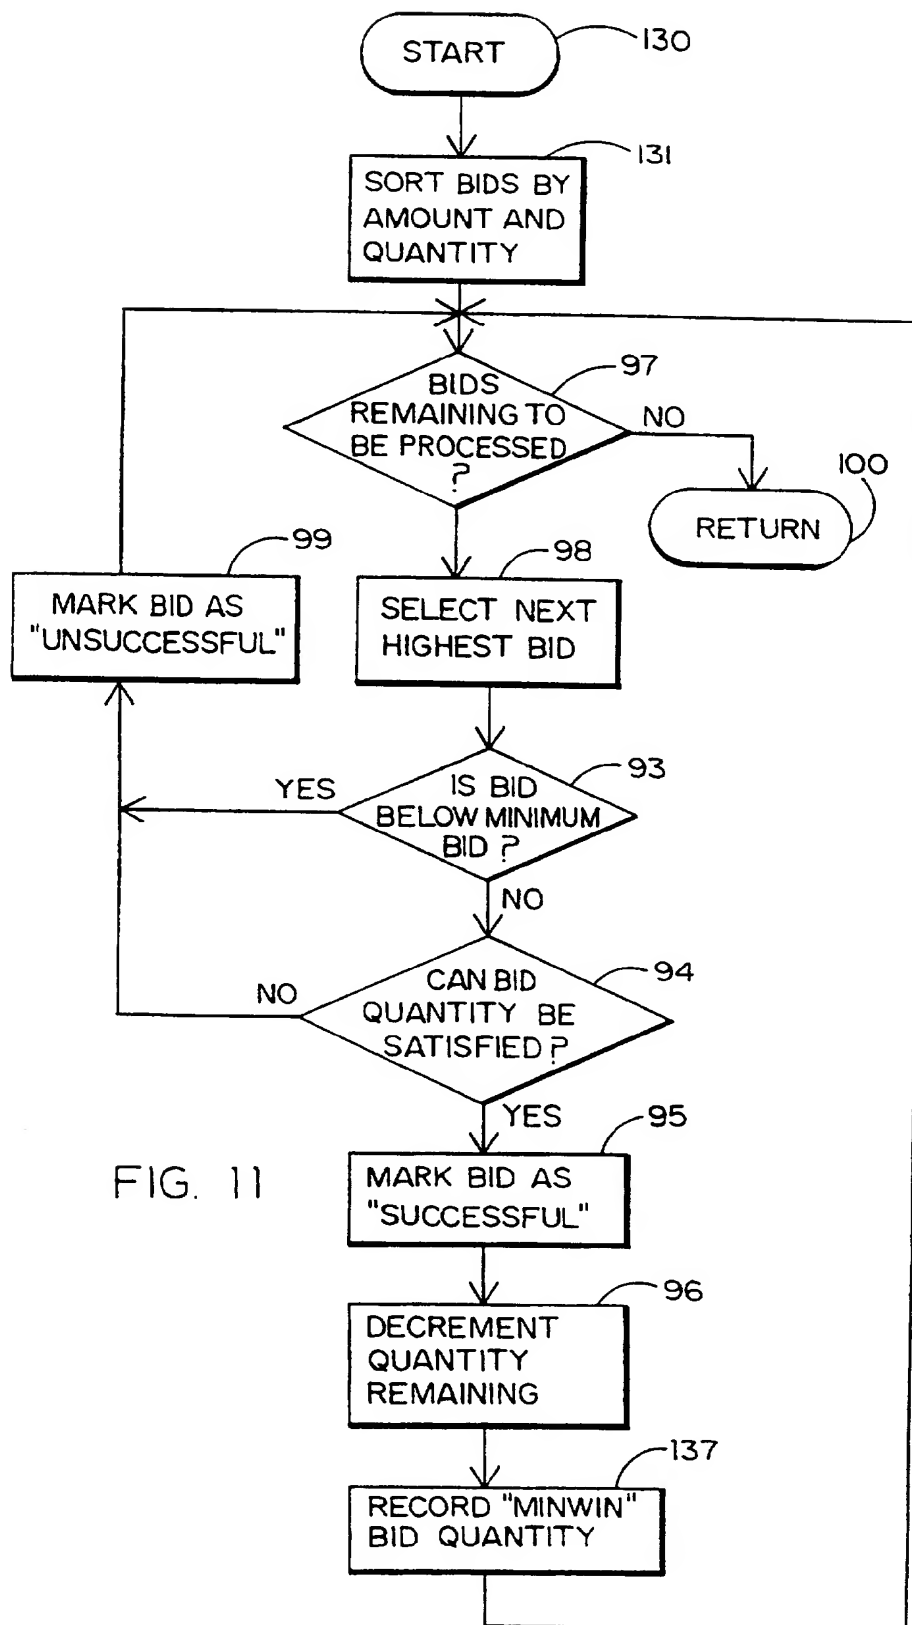 START
130
131
SORT BIDS BY
AMOUNT AND
QUANTITY
97
BIDS
REMAINING TO
BE PROCESSED
?
NO
100
RETURN
99
MARK BID AS
"UNSUCCESSFUL"
98
SELECT NEXT
HIGHEST BID
93
YES
IS BID
BELOW MINIMUM
BID ?
NO
94
NO
CAN BID
QUANTITY BE
SATISFIED ?
YES
95
MARK BID AS
"SUCCESSFUL"
FIG. 11
96
DECREMENT
QUANTITY
REMAINING
137
RECORD "MINWIN"
BID QUANTITY